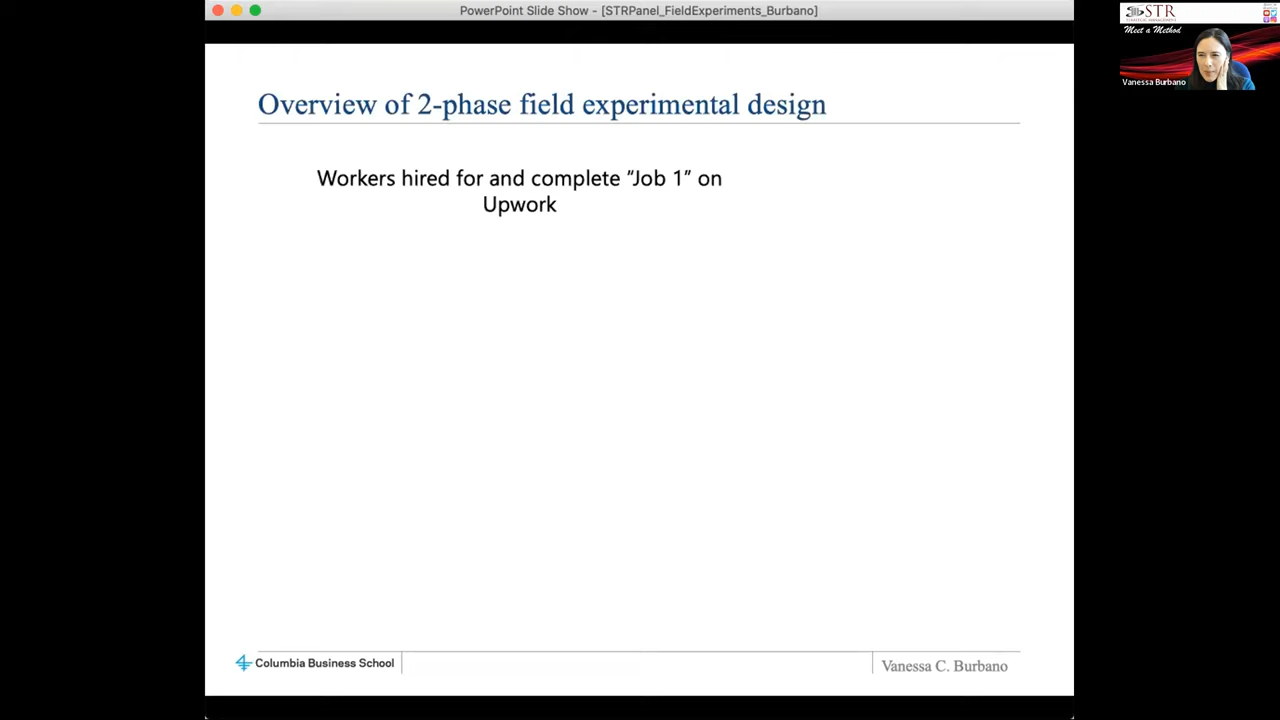 PowerPoint Slide Show - [STRPanel_FieldExperiments_Burbano]
STR
Meet a Method
Vanessa Burbano
Overview of 2-phase field experimental design
Workers hired for and complete “Job 1” on
Upwork
Columbia Business School
Vanessa C. Burbano